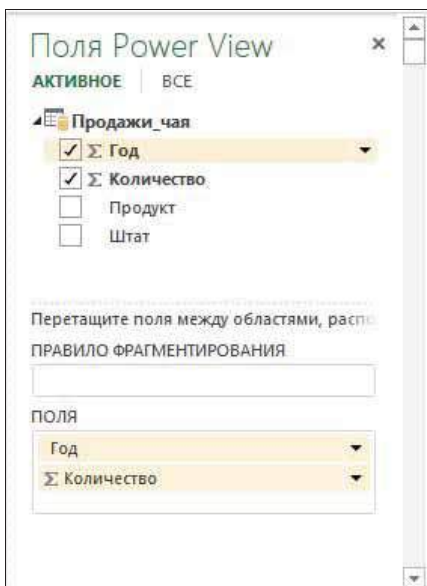 Поля Power View
АКТИВНОЕ ВСЕ
Продажи_чая
Σ Год
Σ Количество
Продукт
Штат
Перетащите поля между областями, распо
ПРАВИЛО ФРАГМЕНТИРОВАНИЯ
ПОЛЯ
Год
Σ Количество